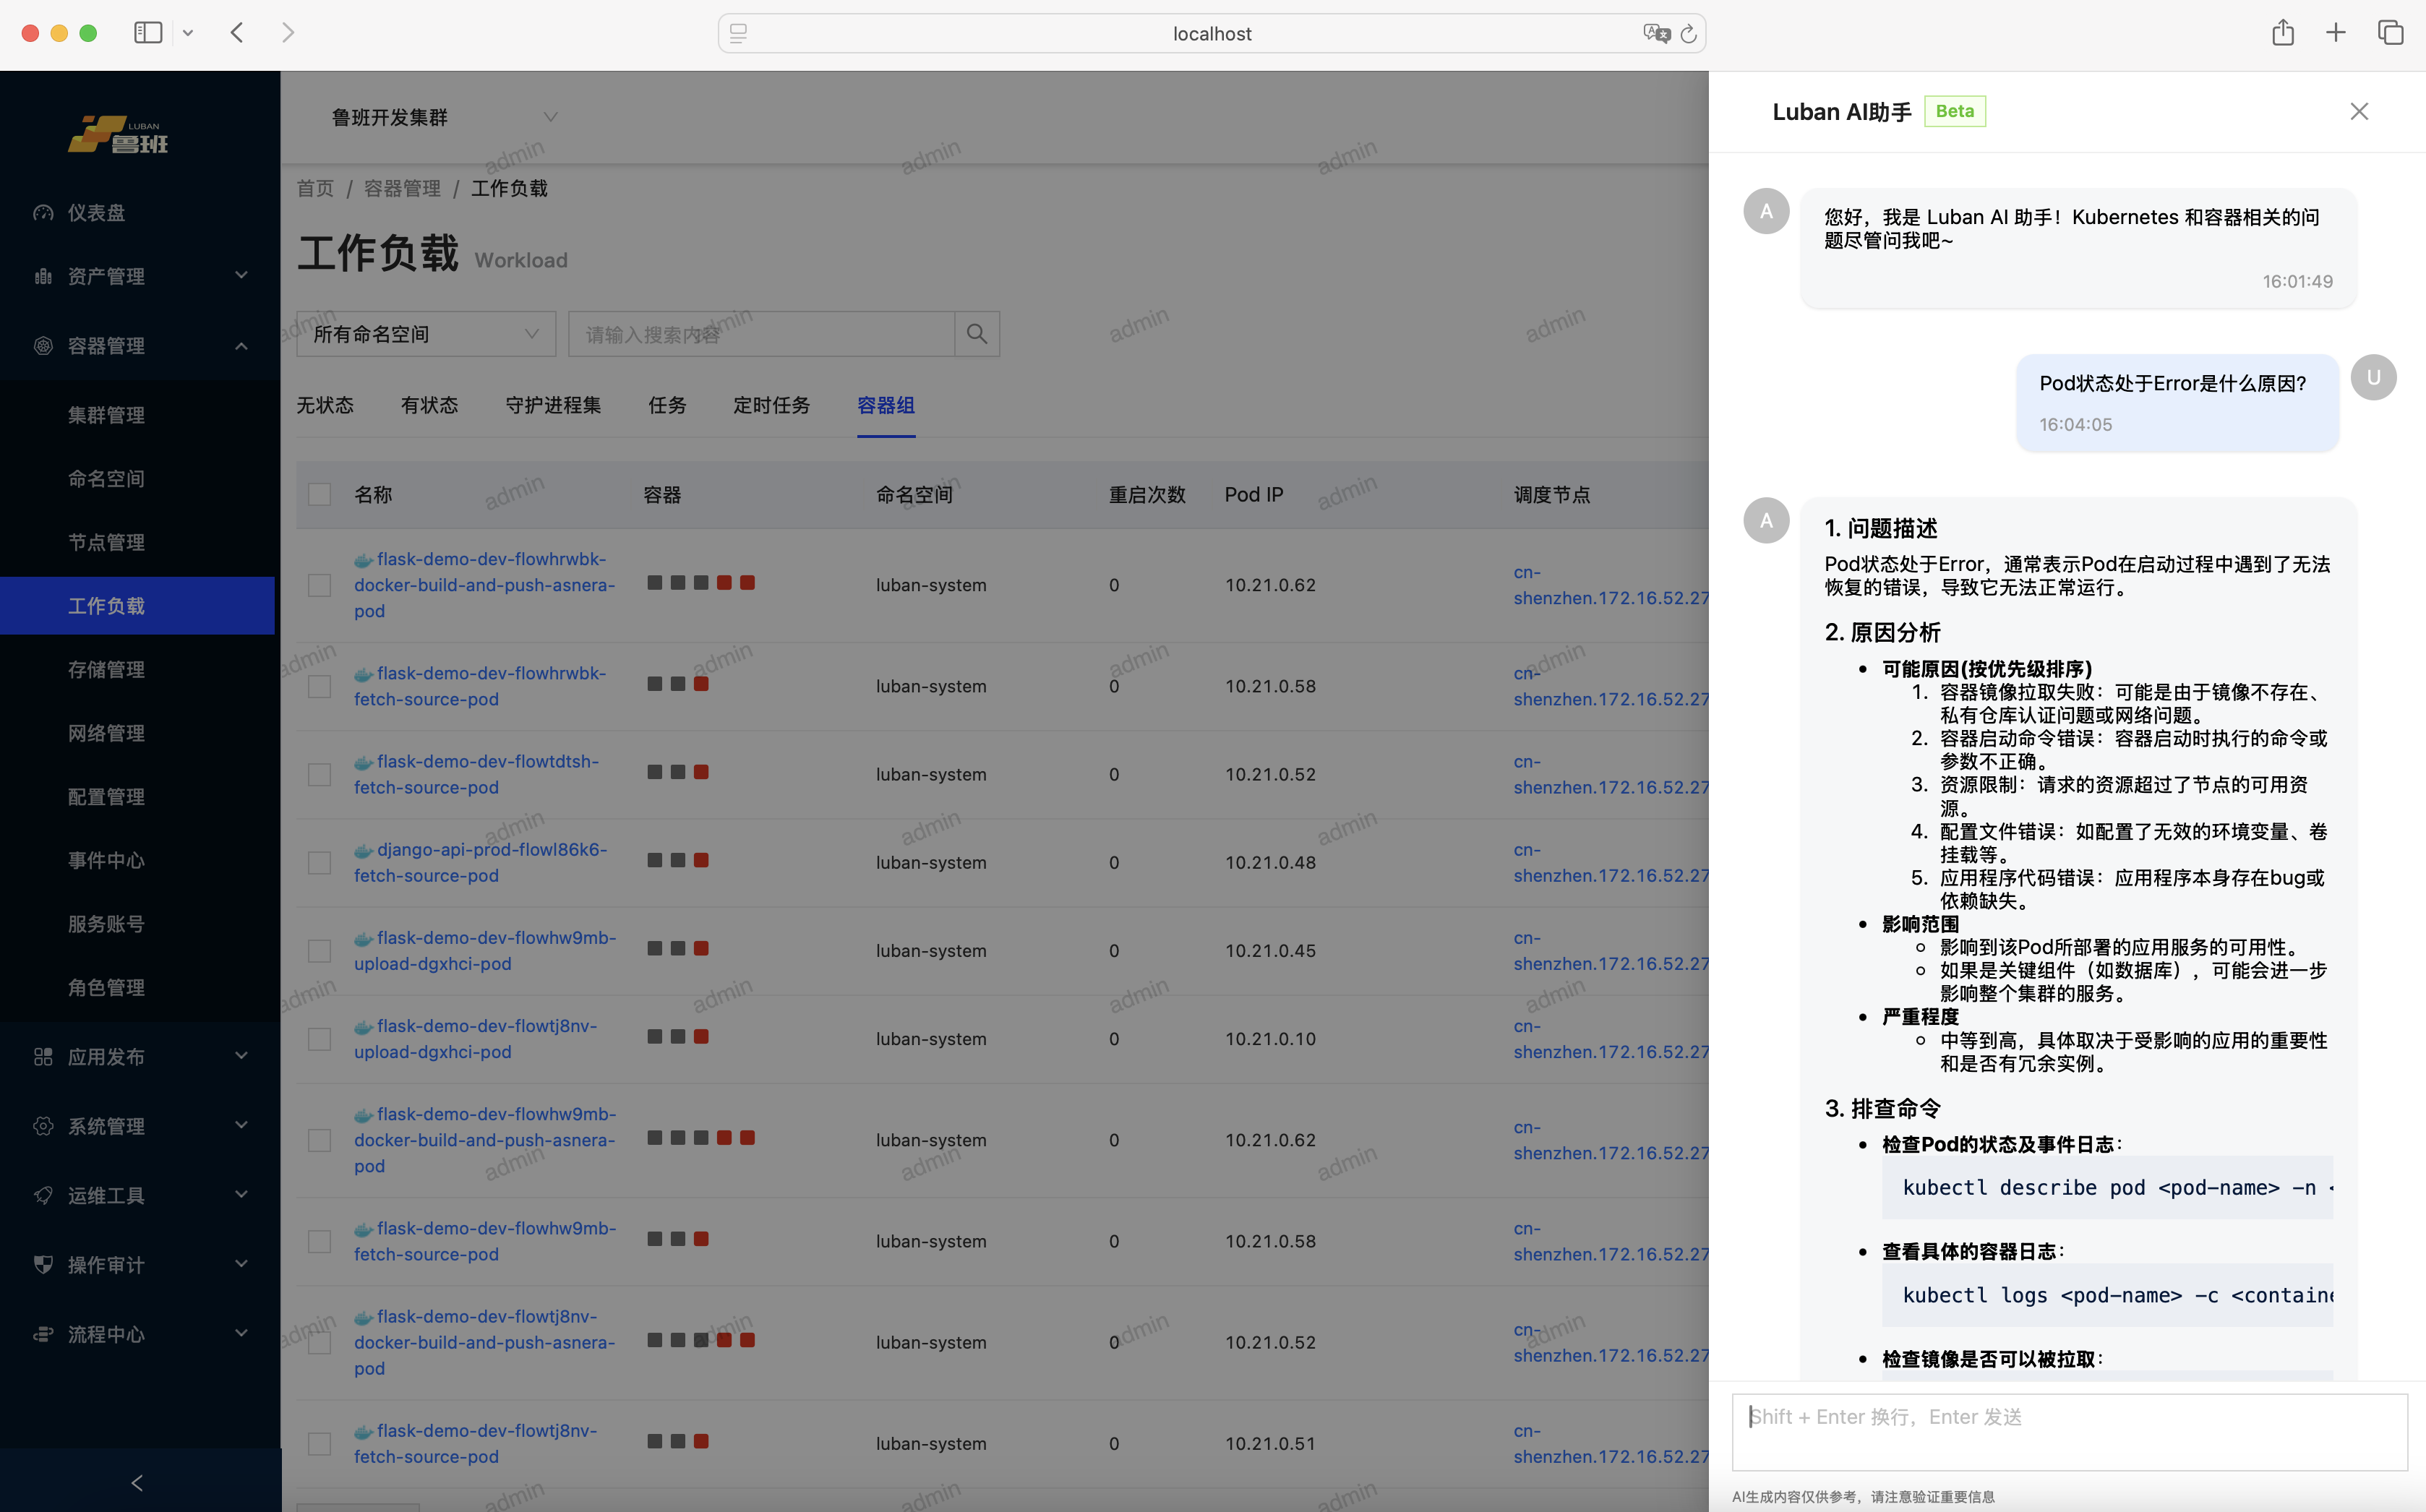 localhost
LUBAN
鲁班
仪表盘
资产管理
容器管理
集群管理
命名空间
节点管理
工作负载
存储管理
网络管理
配置管理
事件中心
服务账号
角色管理
应用发布
系统管理
运维工具
操作审计
流程中心
鲁班开发集群
首页 / 容器管理 / 工作负载
工作负载 Workload
所有命名空间
请输入搜索内容
无状态 有状态 守护进程集 任务 定时任务 容器组
名称 容器 命名空间 重启次数 Pod IP 调度节点
flask-demo-dev-flowhrwbk-
docker-build-and-push-asnera-
pod
luban-system 0 10.21.0.62
cn-
shenzhen.172.16.52.27
flask-demo-dev-flowhrwbk-
fetch-source-pod
luban-system 0 10.21.0.58
cn-
shenzhen.172.16.52.27
flask-demo-dev-flowtdtsh-
fetch-source-pod
luban-system 0 10.21.0.52
cn-
shenzhen.172.16.52.27
django-api-prod-flowl86k6-
fetch-source-pod
luban-system 0 10.21.0.48
cn-
shenzhen.172.16.52.27
flask-demo-dev-flowhw9mb-
upload-dgxhci-pod
luban-system 0 10.21.0.45
cn-
shenzhen.172.16.52.27
flask-demo-dev-flowtj8nv-
upload-dgxhci-pod
luban-system 0 10.21.0.10
cn-
shenzhen.172.16.52.27
flask-demo-dev-flowhw9mb-
docker-build-and-push-asnera-
pod
luban-system 0 10.21.0.62
cn-
shenzhen.172.16.52.27
flask-demo-dev-flowhw9mb-
fetch-source-pod
luban-system 0 10.21.0.58
cn-
shenzhen.172.16.52.27
flask-demo-dev-flowtj8nv-
docker-build-and-push-asnera-
pod
luban-system 0 10.21.0.52
cn-
shenzhen.172.16.52.27
flask-demo-dev-flowtj8nv-
fetch-source-pod
luban-system 0 10.21.0.51
cn-
shenzhen.172.16.52.27
admin
Luban AI助手 Beta
A
您好，我是 Luban AI 助手！Kubernetes 和容器相关的问
题尽管问我吧~
16:01:49
U
Pod状态处于Error是什么原因?
16:04:05
A
1. 问题描述
Pod状态处于Error，通常表示Pod在启动过程中遇到了无法
恢复的错误，导致它无法正常运行。
2. 原因分析
• 可能原因(按优先级排序)
1. 容器镜像拉取失败：可能是由于镜像不存在、
私有仓库认证问题或网络问题。
2. 容器启动命令错误：容器启动时执行的命令或
参数不正确。
3. 资源限制：请求的资源超过了节点的可用资
源。
4. 配置文件错误：如配置了无效的环境变量、卷
挂载等。
5. 应用程序代码错误：应用程序本身存在bug或
依赖缺失。
• 影响范围
○ 影响到该Pod所部署的应用服务的可用性。
○ 如果是关键组件（如数据库），可能会进一步
影响整个集群的服务。
• 严重程度
○ 中等到高，具体取决于受影响的应用的重要性
和是否有冗余实例。
3. 排查命令
• 检查Pod的状态及事件日志：
kubectl describe pod <pod-name> -n <
• 查看具体的容器日志：
kubectl logs <pod-name> -c <containe
• 检查镜像是否可以被拉取：
Shift + Enter 换行，Enter 发送
AI生成内容仅供参考，请注意验证重要信息